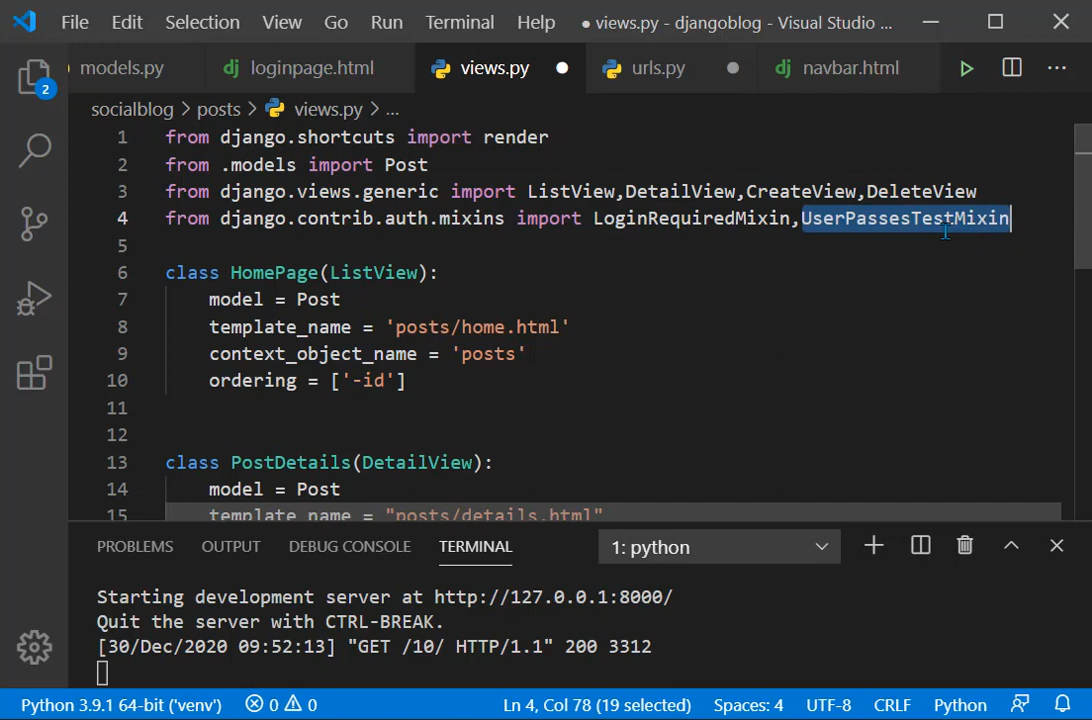 File Edit Selection View Go Run Terminal Help ● views.py - djangoblog - Visual Studio ...
models.py dj loginpage.html views.py urls.py dj navbar.html ...
socialblog > posts > views.py > ...
1 from django.shortcuts import render
2 from .models import Post
3 from django.views.generic import ListView,DetailView,CreateView,DeleteView
4 from django.contrib.auth.mixins import LoginRequiredMixin,UserPassesTestMixin
5
6 class HomePage(ListView):
7 model = Post
8 template_name = 'posts/home.html'
9 context_object_name = 'posts'
10 ordering = ['-id']
11
12
13 class PostDetails(DetailView):
14 model = Post
15 template_name = "posts/details.html"
2
PROBLEMS OUTPUT DEBUG CONSOLE TERMINAL 1: python
Starting development server at http://127.0.0.1:8000/
Quit the server with CTRL-BREAK.
[30/Dec/2020 09:52:13] "GET /10/ HTTP/1.1" 200 3312
Python 3.9.1 64-bit ('venv') 0 0 Ln 4, Col 78 (19 selected) Spaces: 4 UTF-8 CRLF Python